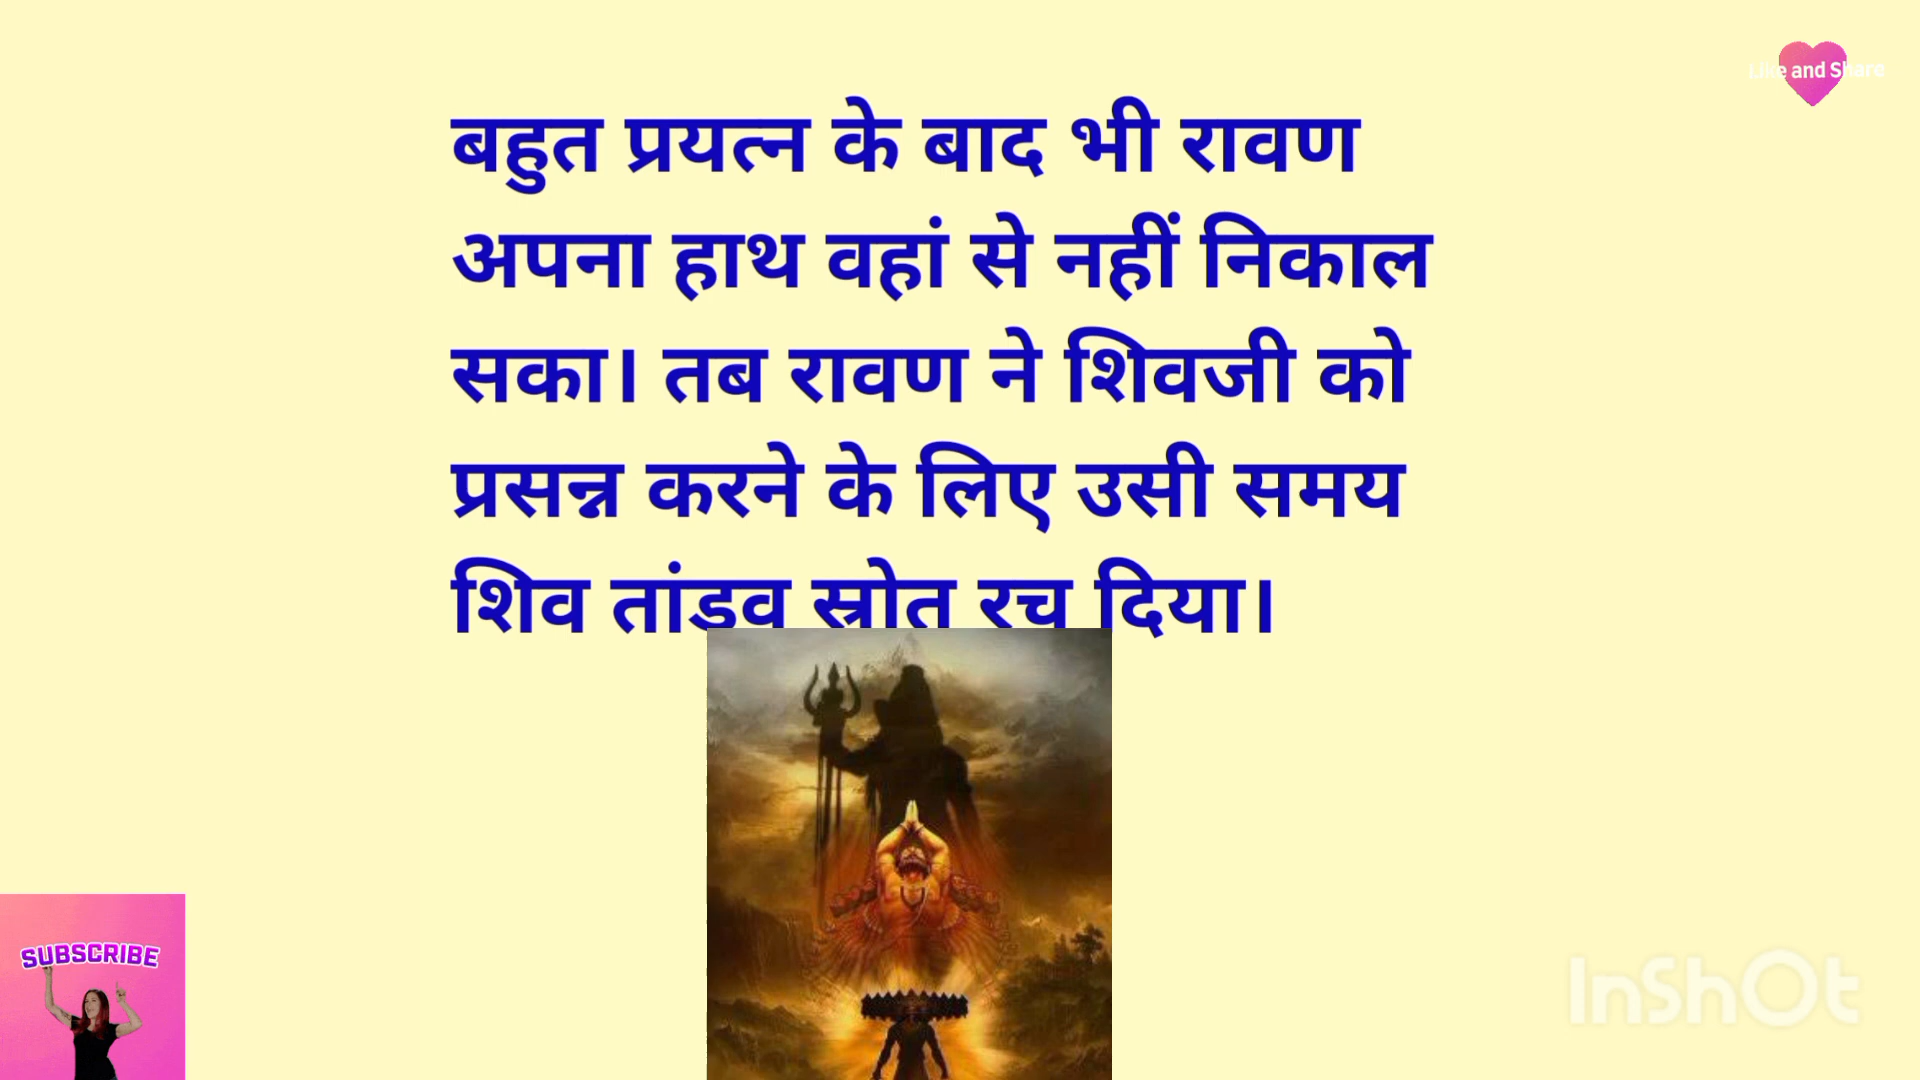 Like and Share
बहुत प्रयत्न के बाद भी रावण
अपना हाथ वहां से नहीं निकाल
सका। तब रावण ने शिवजी को
प्रसन्न करने के लिए उसी समय
शिव तांडव स्रोत रच दिया।
SUBSCRIBE
InShOt